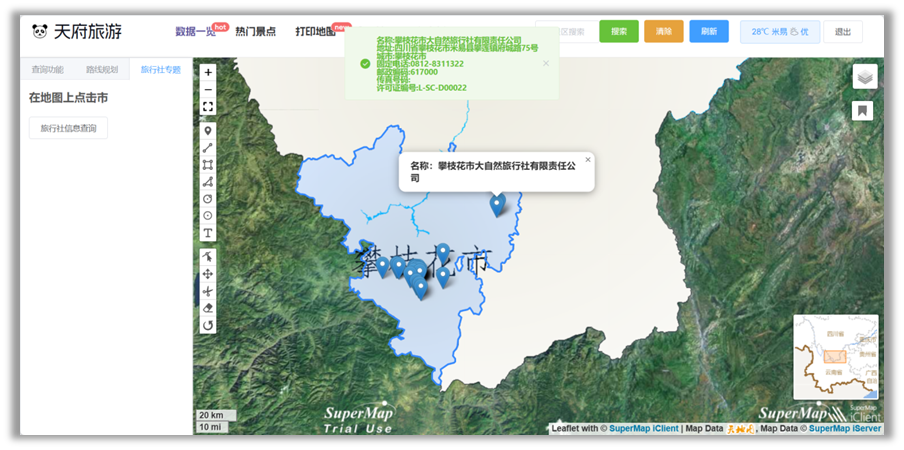 天府旅游
数据一览
hot
热门景点
打印地图
new
区搜索
搜索
清除
刷新
28℃ 米易 优
退出
名称:攀枝花市大自然旅行社有限责任公司
地址:四川省攀枝花市米易县攀莲镇府城路75号
城市:攀枝花市
固定电话:0812-8311322
邮政编码:617000
传真号码:
许可证编号:L-SC-D00022
查询功能
路线规划
旅行社专题
在地图上点击市
旅行社信息查询
名称：攀枝花市大自然旅行社有限责任公
司
攀枝花市
四川省
重庆市
贵州省
云南省
广西
20 km
10 mi
SuperMap
Trial Use
SuperMap
SuperMap
iClient
Leaflet with © SuperMap iClient | Map Data 天地图, Map Data © SuperMap iServer